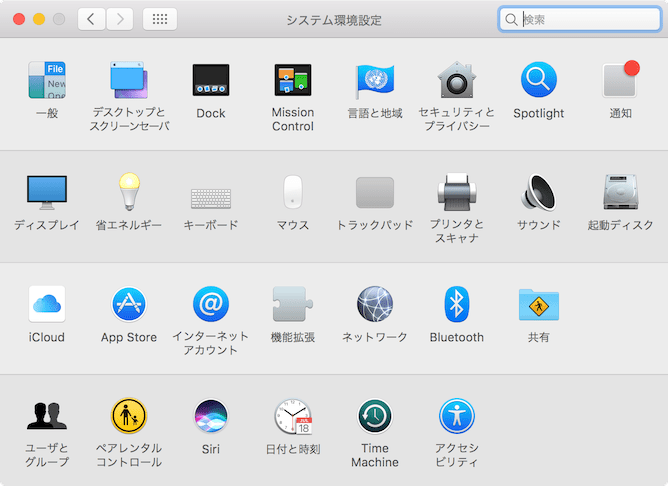 システム環境設定
検索
File
New
One
一般
デスクトップと
スクリーンセーバ
Dock
Mission
Control
言語と地域
セキュリティと
プライバシー
Spotlight
通知
ディスプレイ
省エネルギー
キーボード
マウス
トラックパッド
プリンタと
スキャナ
サウンド
起動ディスク
iCloud
App Store
@
インターネット
アカウント
機能拡張
ネットワーク
Bluetooth
共有
ユーザと
グループ
ペアレンタル
コントロール
Siri
JUL
18
日付と時刻
Time
Machine
アクセシ
ビリティ